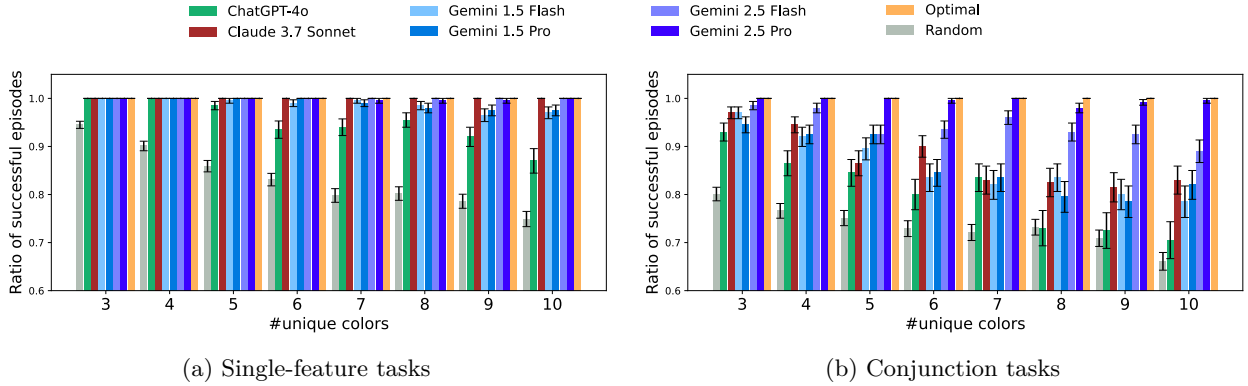 ChatGPT-4o Gemini 1.5 Flash Gemini 2.5 Flash Optimal
Claude 3.7 Sonnet Gemini 1.5 Pro Gemini 2.5 Pro Random
Ratio of successful episodes
1.0
0.9
0.8
0.7
0.6
3 4 5 6 7 8 9 10
#unique colors
(a) Single-feature tasks
Ratio of successful episodes
1.0
0.9
0.8
0.7
0.6
3 4 5 6 7 8 9 10
#unique colors
(b) Conjunction tasks